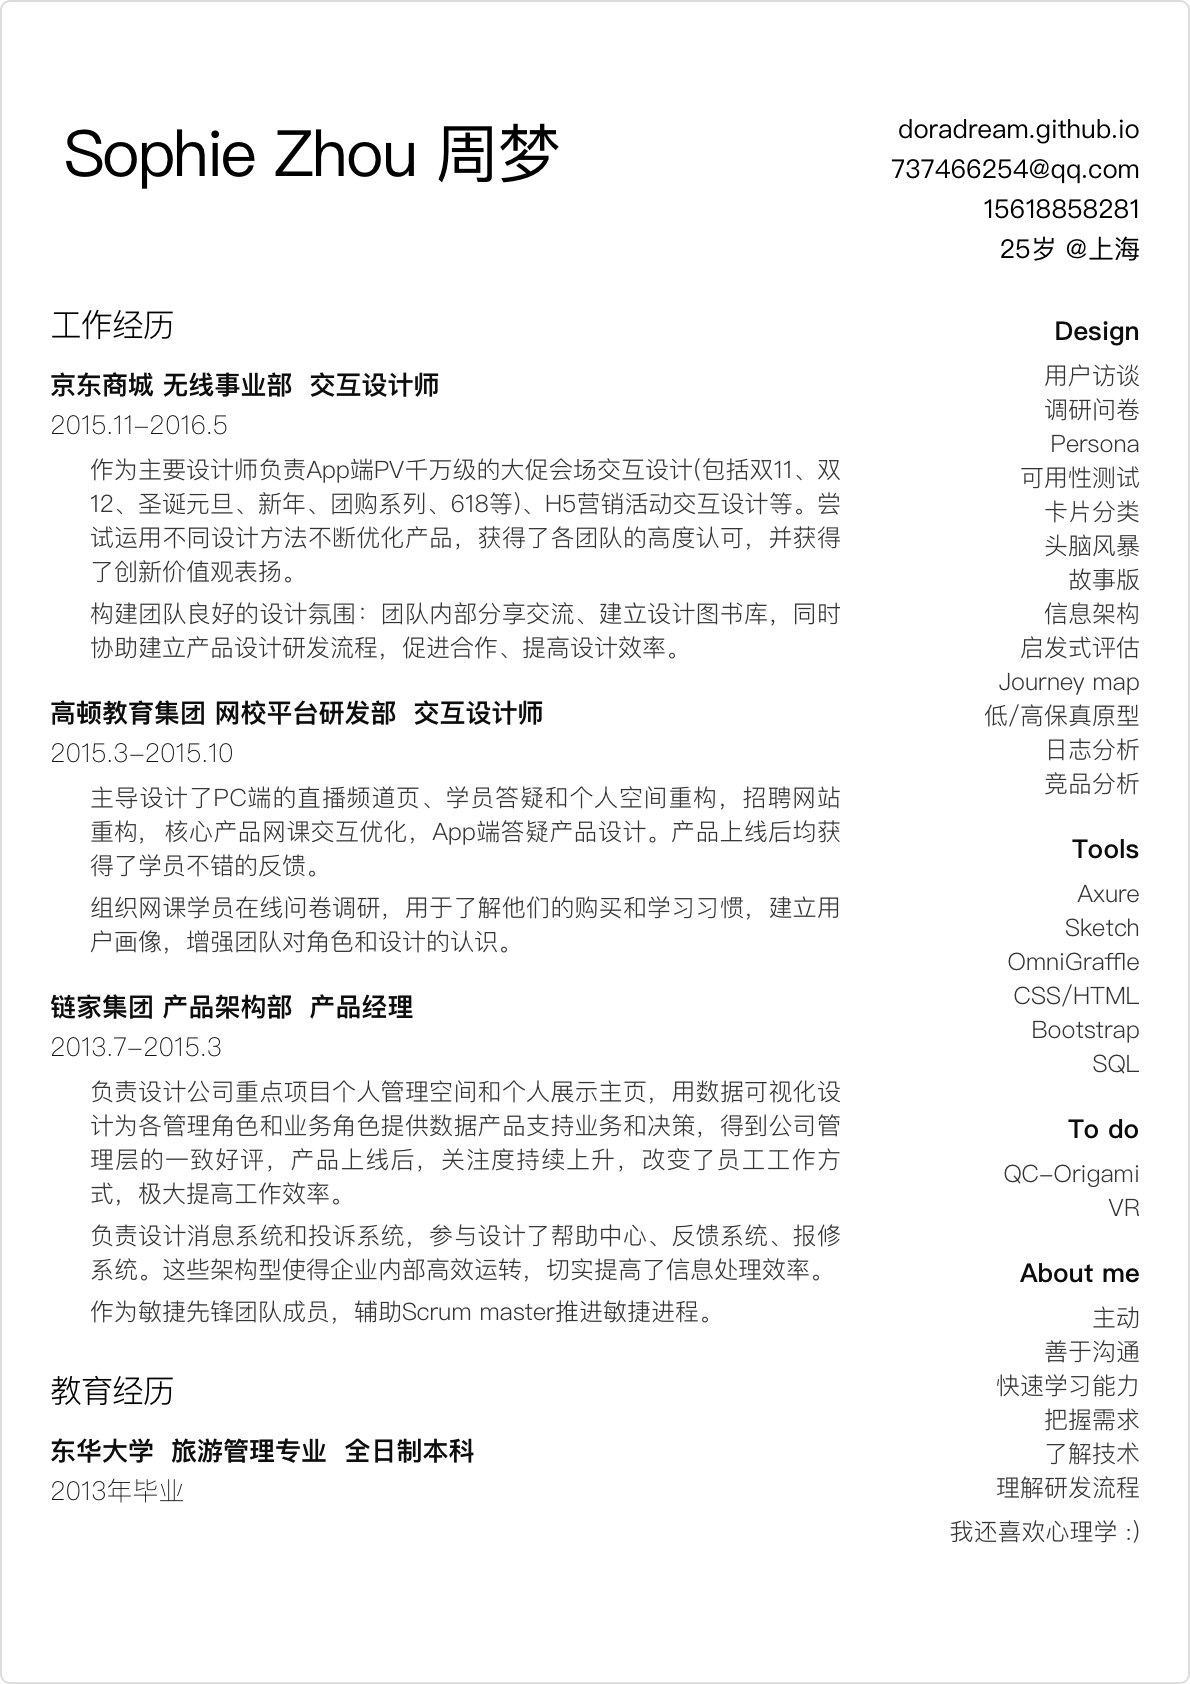 Sophie Zhou 周梦
doradream.github.io
737466254@qq.com
15618858281
25岁 @上海
工作经历
京东商城 无线事业部 交互设计师
2015.11-2016.5
作为主要设计师负责App端PV千万级的大促会场交互设计(包括双11、双
12、圣诞元旦、新年、团购系列、618等)、H5营销活动交互设计等。尝
试运用不同设计方法不断优化产品，获得了各团队的高度认可，并获得
了创新价值观表扬。
构建团队良好的设计氛围：团队内部分享交流、建立设计图书库，同时
协助建立产品设计研发流程，促进合作、提高设计效率。
高顿教育集团 网校平台研发部 交互设计师
2015.3-2015.10
主导设计了PC端的直播频道页、学员答疑和个人空间重构，招聘网站
重构，核心产品网课交互优化，App端答疑产品设计。产品上线后均获
得了学员不错的反馈。
组织网课学员在线问卷调研，用于了解他们的购买和学习习惯，建立用
户画像，增强团队对角色和设计的认识。
链家集团 产品架构部 产品经理
2013.7-2015.3
负责设计公司重点项目个人管理空间和个人展示主页，用数据可视化设
计为各管理角色和业务角色提供数据产品支持业务和决策，得到公司管
理层的一致好评，产品上线后，关注度持续上升，改变了员工工作方
式，极大提高工作效率。
负责设计消息系统和投诉系统，参与设计了帮助中心、反馈系统、报修
系统。这些架构型使得企业内部高效运转，切实提高了信息处理效率。
作为敏捷先锋团队成员，辅助Scrum master推进敏捷进程。
教育经历
东华大学 旅游管理专业 全日制本科
2013年毕业
Design
用户访谈
调研问卷
Persona
可用性测试
卡片分类
头脑风暴
故事版
信息架构
启发式评估
Journey map
低/高保真原型
日志分析
竞品分析
Tools
Axure
Sketch
OmniGraffle
CSS/HTML
Bootstrap
SQL
To do
QC-Origami
VR
About me
主动
善于沟通
快速学习能力
把握需求
了解技术
理解研发流程
我还喜欢心理学 :)